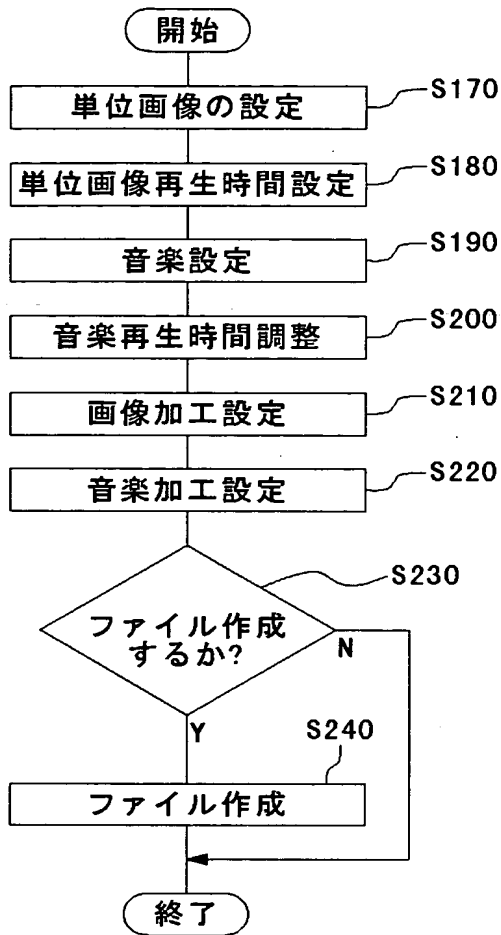 開始
単位画像の設定
S170
単位画像再生時間設定
S180
音楽設定
S190
音楽再生時間調整
S200
画像加工設定
S210
音楽加工設定
S220
S230
ファイル作成
するか?
N
Y
S240
ファイル作成
終了